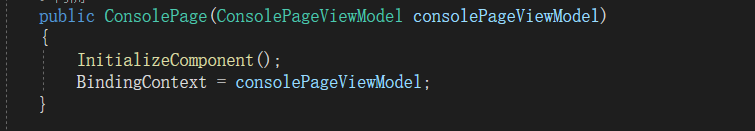 public ConsolePage(ConsolePageViewModel consolePageViewModel)
{
InitializeComponent();
BindingContext = consolePageViewModel;
}